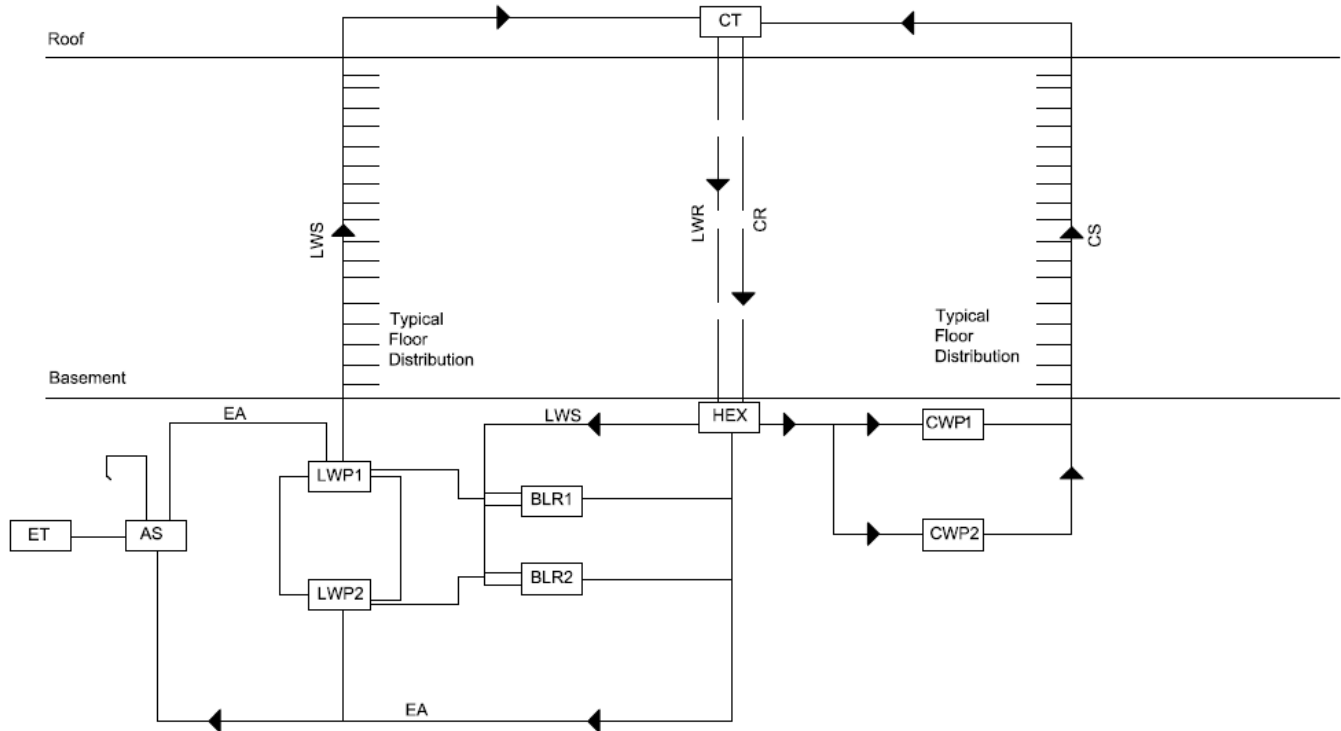 CT
Roof
LWS
LWR
CR
CS
Typical
Floor
Distribution
Typical
Floor
Distribution
Basement
EA
LWS
HEX
CWP1
LWP1
BLR1
ET
AS
CWP2
LWP2
BLR2
EA